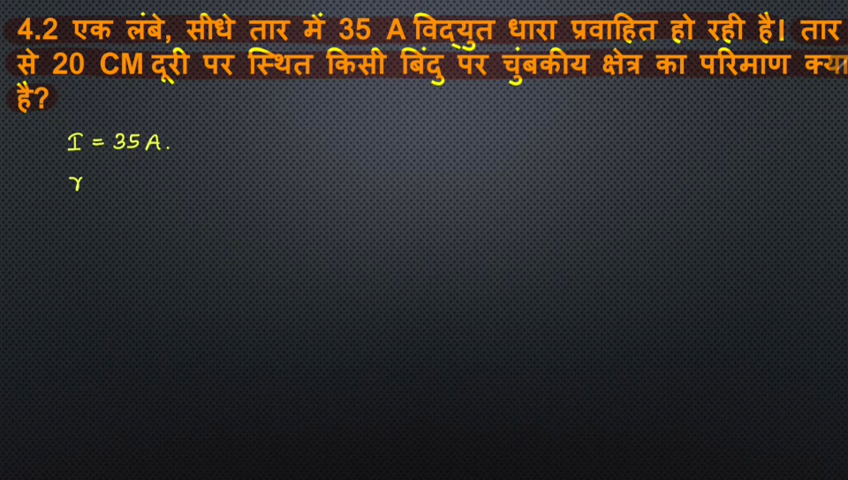 4.2 एक लंबे, सीधे तार में 35 A विद्युत धारा प्रवाहित हो रही है। तार
से 20 CM दूरी पर स्थित किसी बिंदु पर चुंबकीय क्षेत्र का परिमाण क्या
है?
I = 35 A.
r